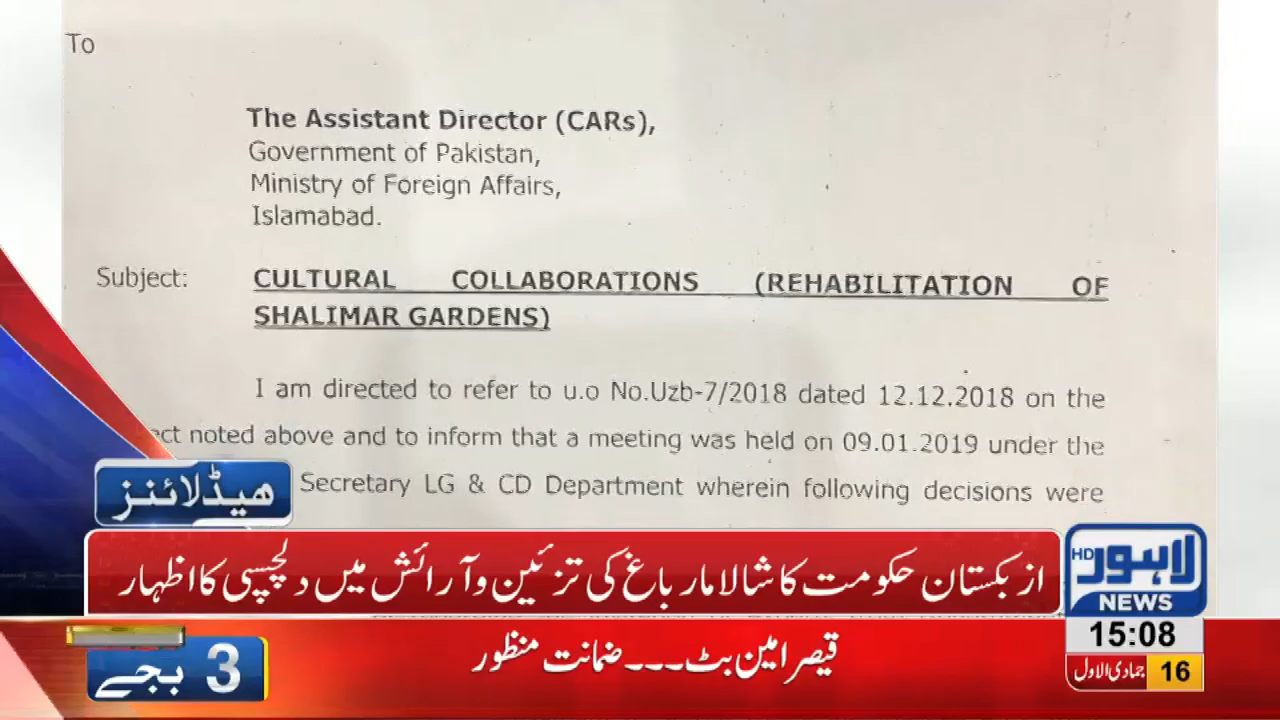 To
The Assistant Director (CARs),
Government of Pakistan,
Ministry of Foreign Affairs,
Islamabad.
Subject: CULTURAL COLLABORATIONS (REHABILITATION OF
SHALIMAR GARDENS)
I am directed to refer to u.o No.Uzb-7/2018 dated 12.12.2018 on the
ect noted above and to inform that a meeting was held on 09.01.2019 under the
Secretary LG & CD Department wherein following decisions were
ھیڈلائنز
ازبکستان حکومت کا شالامار باغ کی تزئین و آرائش میں دلچسپی کا اظہار
لاہور HD
NEWS
15:08
16 جمادی الاول
3 بجے
قیصر امین بٹ۔۔۔ ضمانت منظور